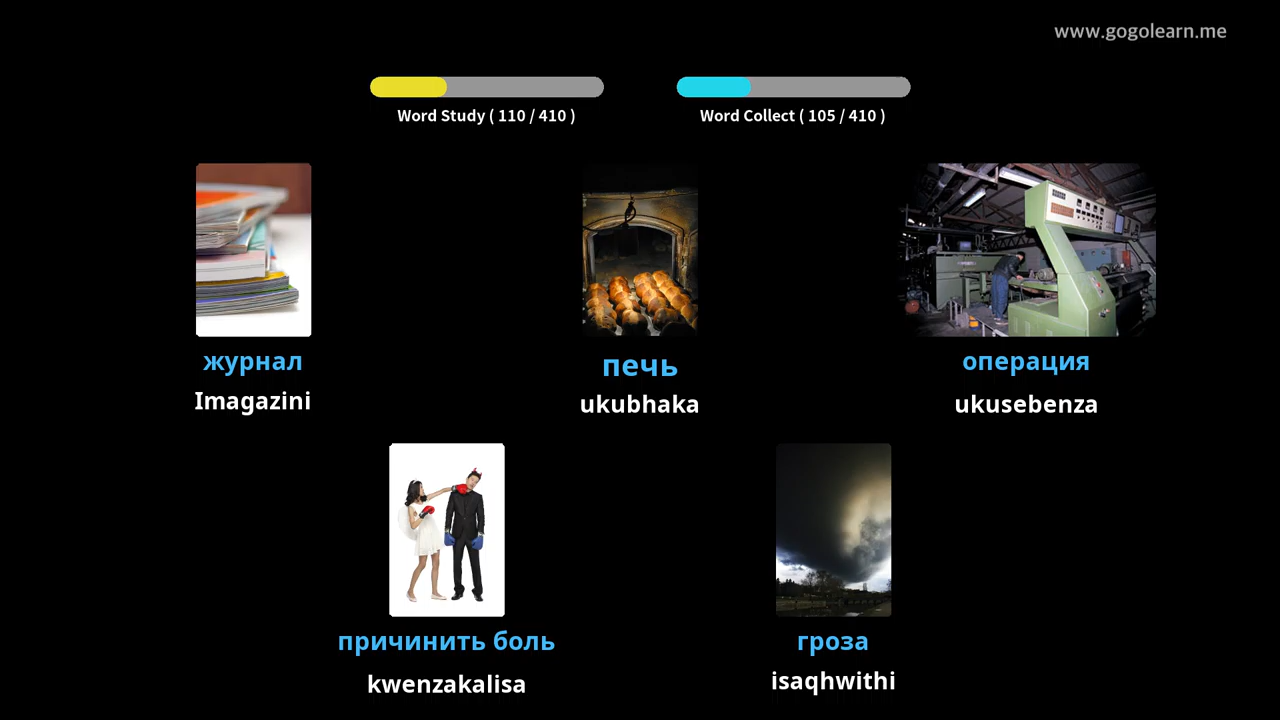 www.gogolearn.me
Word Study ( 110 / 410 )
Word Collect ( 105 / 410 )
журнал
Imagazini
печь
ukubhaka
операция
ukusebenza
причинить боль
kwenzakalisa
гроза
isaqhwithi